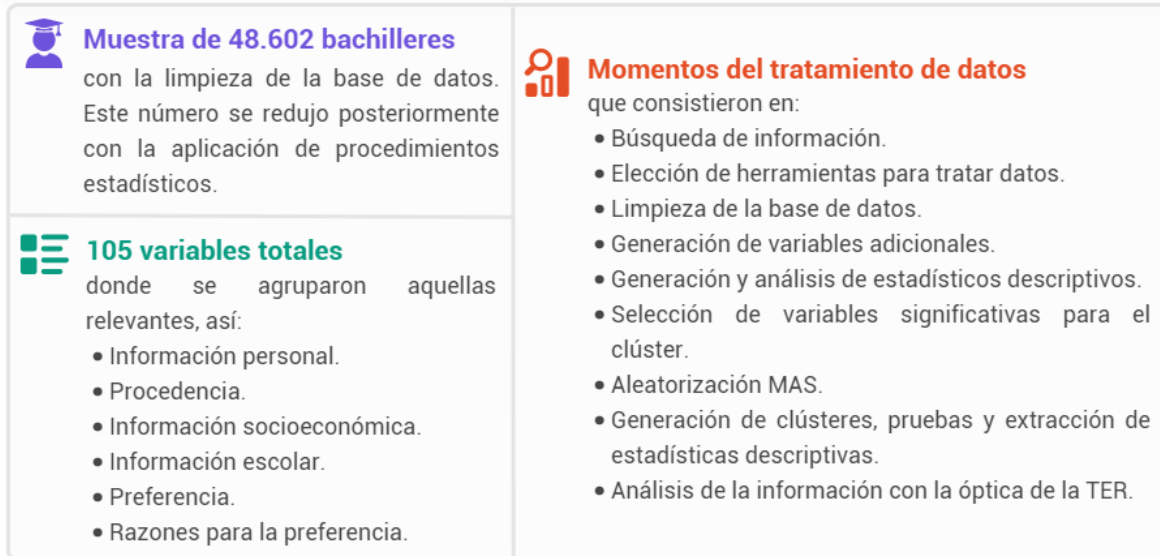 Muestra de 48.602 bachilleres
con la limpieza de la base de datos.
Este número se redujo posteriormente
con la aplicación de procedimientos
estadísticos.
105 variables totales
donde se agruparon aquellas
relevantes, así:
• Información personal.
• Procedencia.
• Información socioeconómica.
• Información escolar.
• Preferencia.
• Razones para la preferencia.
Momentos del tratamiento de datos
que consistieron en:
• Búsqueda de información.
• Elección de herramientas para tratar datos.
• Limpieza de la base de datos.
• Generación de variables adicionales.
• Generación y análisis de estadísticos descriptivos.
• Selección de variables significativas para el
clúster.
• Aleatorización MAS.
• Generación de clústeres, pruebas y extracción de
estadísticas descriptivas.
• Análisis de la información con la óptica de la TER.